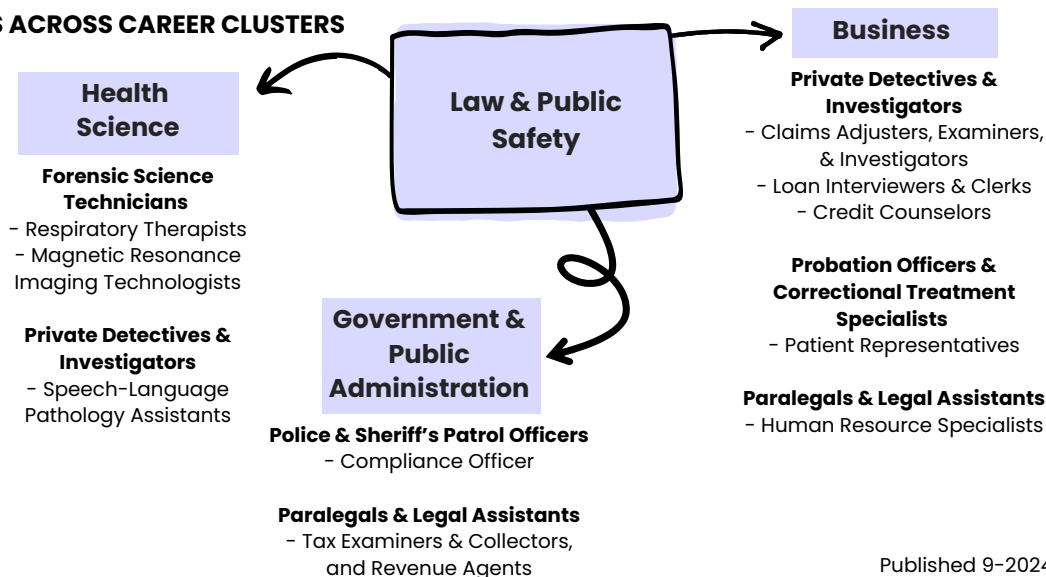 S ACROSS CAREER CLUSTERS
Health
Science
Forensic Science
Technicians
- Respiratory Therapists
- Magnetic Resonance
Imaging Technologists
Private Detectives &
Investigators
- Speech-Language
Pathology Assistants
Law & Public
Safety
Government &
Public
Administration
Police & Sheriff's Patrol Officers
- Compliance Officer
Paralegals & Legal Assistants
- Tax Examiners & Collectors,
and Revenue Agents
Business
Private Detectives &
Investigators
- Claims Adjusters, Examiners,
& Investigators
- Loan Interviewers & Clerks
- Credit Counselors
Probation Officers &
Correctional Treatment
Specialists
- Patient Representatives
Paralegals & Legal Assistants
- Human Resource Specialists
Published 9-2024